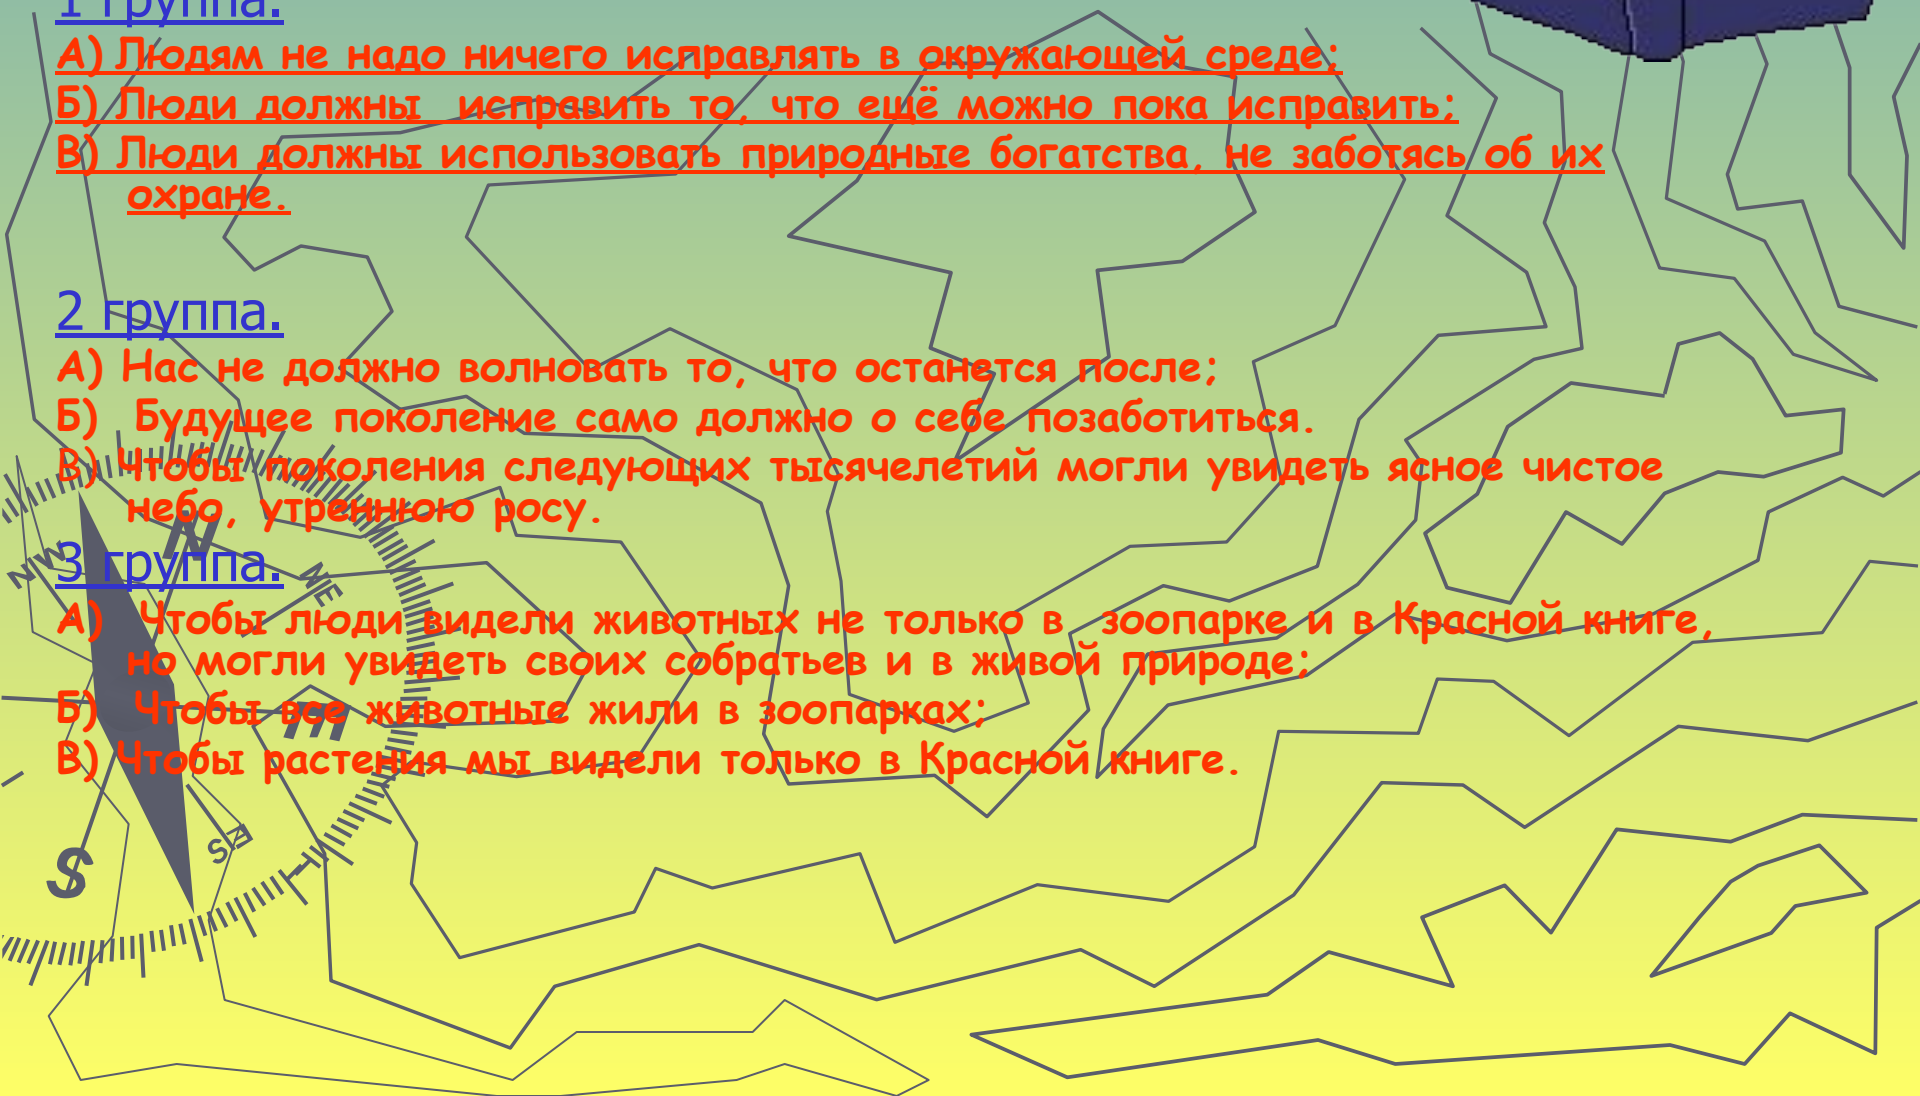 1 группа.
А) Людям не надо ничего исправлять в окружающей среде;
Б) Люди должны исправить то, что ещё можно пока исправить;
В) Люди должны использовать природные богатства, не заботясь об их
охране.
2 группа.
А) Нас не должно волновать то, что останется после;
Б) Будущее поколение само должно о себе позаботиться.
В) Чтобы поколения следующих тысячелетий могли увидеть ясное чистое
небо, утреннюю росу.
3 группа.
А) Чтобы люди видели животных не только в зоопарке и в Красной книге,
но могли увидеть своих собратьев и в живой природе;
Б) Чтобы все животные жили в зоопарках;
В) Чтобы растения мы видели только в Красной книге.
N
NW
NE
E
SE
S